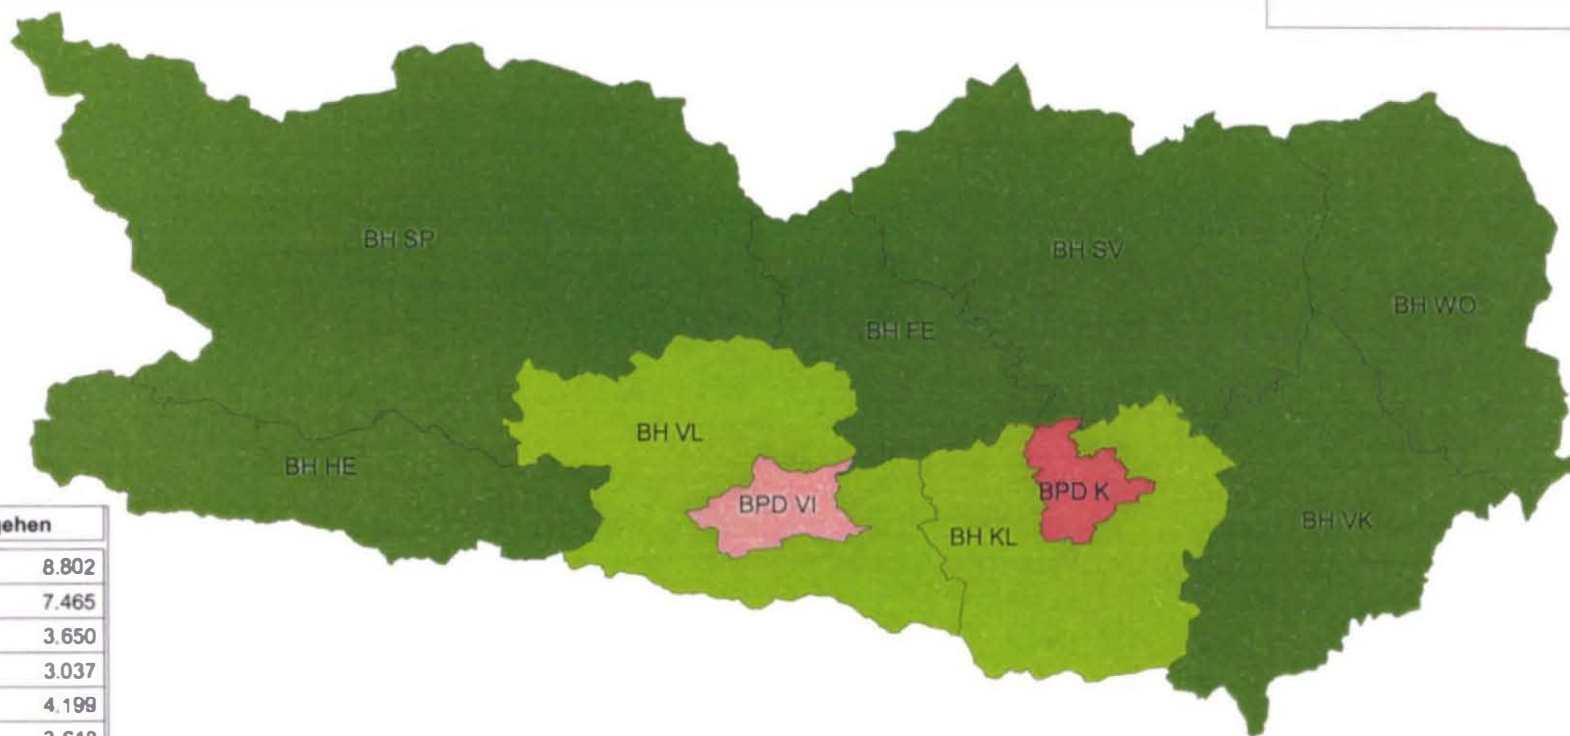 BH SP
BH SV
BH WO
BH FE
BH VL
BH HE
BPD VI
BPD K
BH KL
BH VK
gehen
8.802
7.465
3.650
3.037
4.199